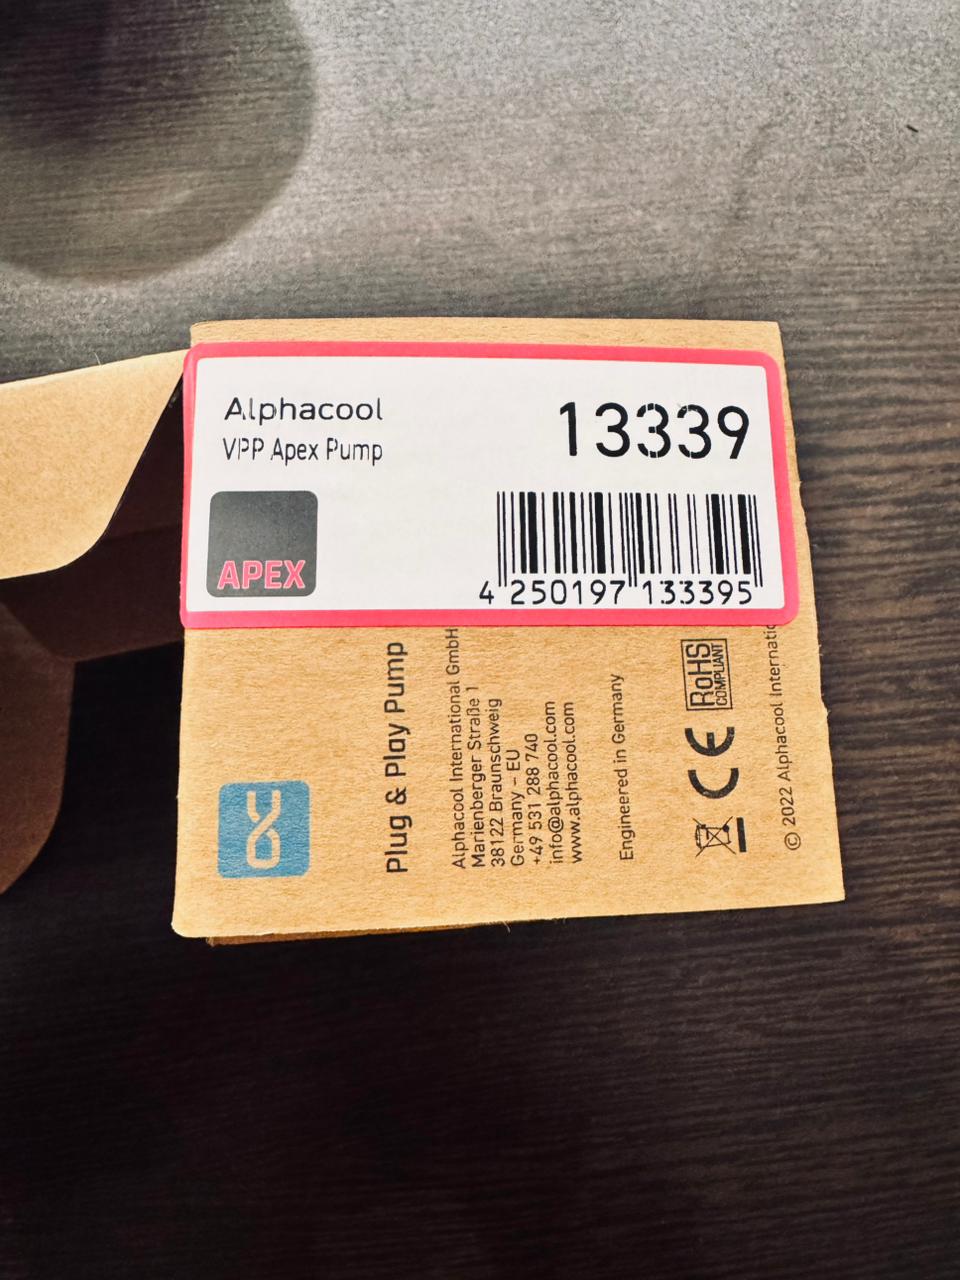 Alphacool
VPP Apex Pump
13339
APEX
4 250197 133395
Plug & Play Pump
Alphacool International GmbH
Marienberger Straße 1
38122 Braunschweig
Germany – EU
+49 531 288 740
info@alphacool.com
www.alphacool.com
Engineered in Germany
CE
RoHS
COMPLIANT
© 2022 Alphacool Internatio